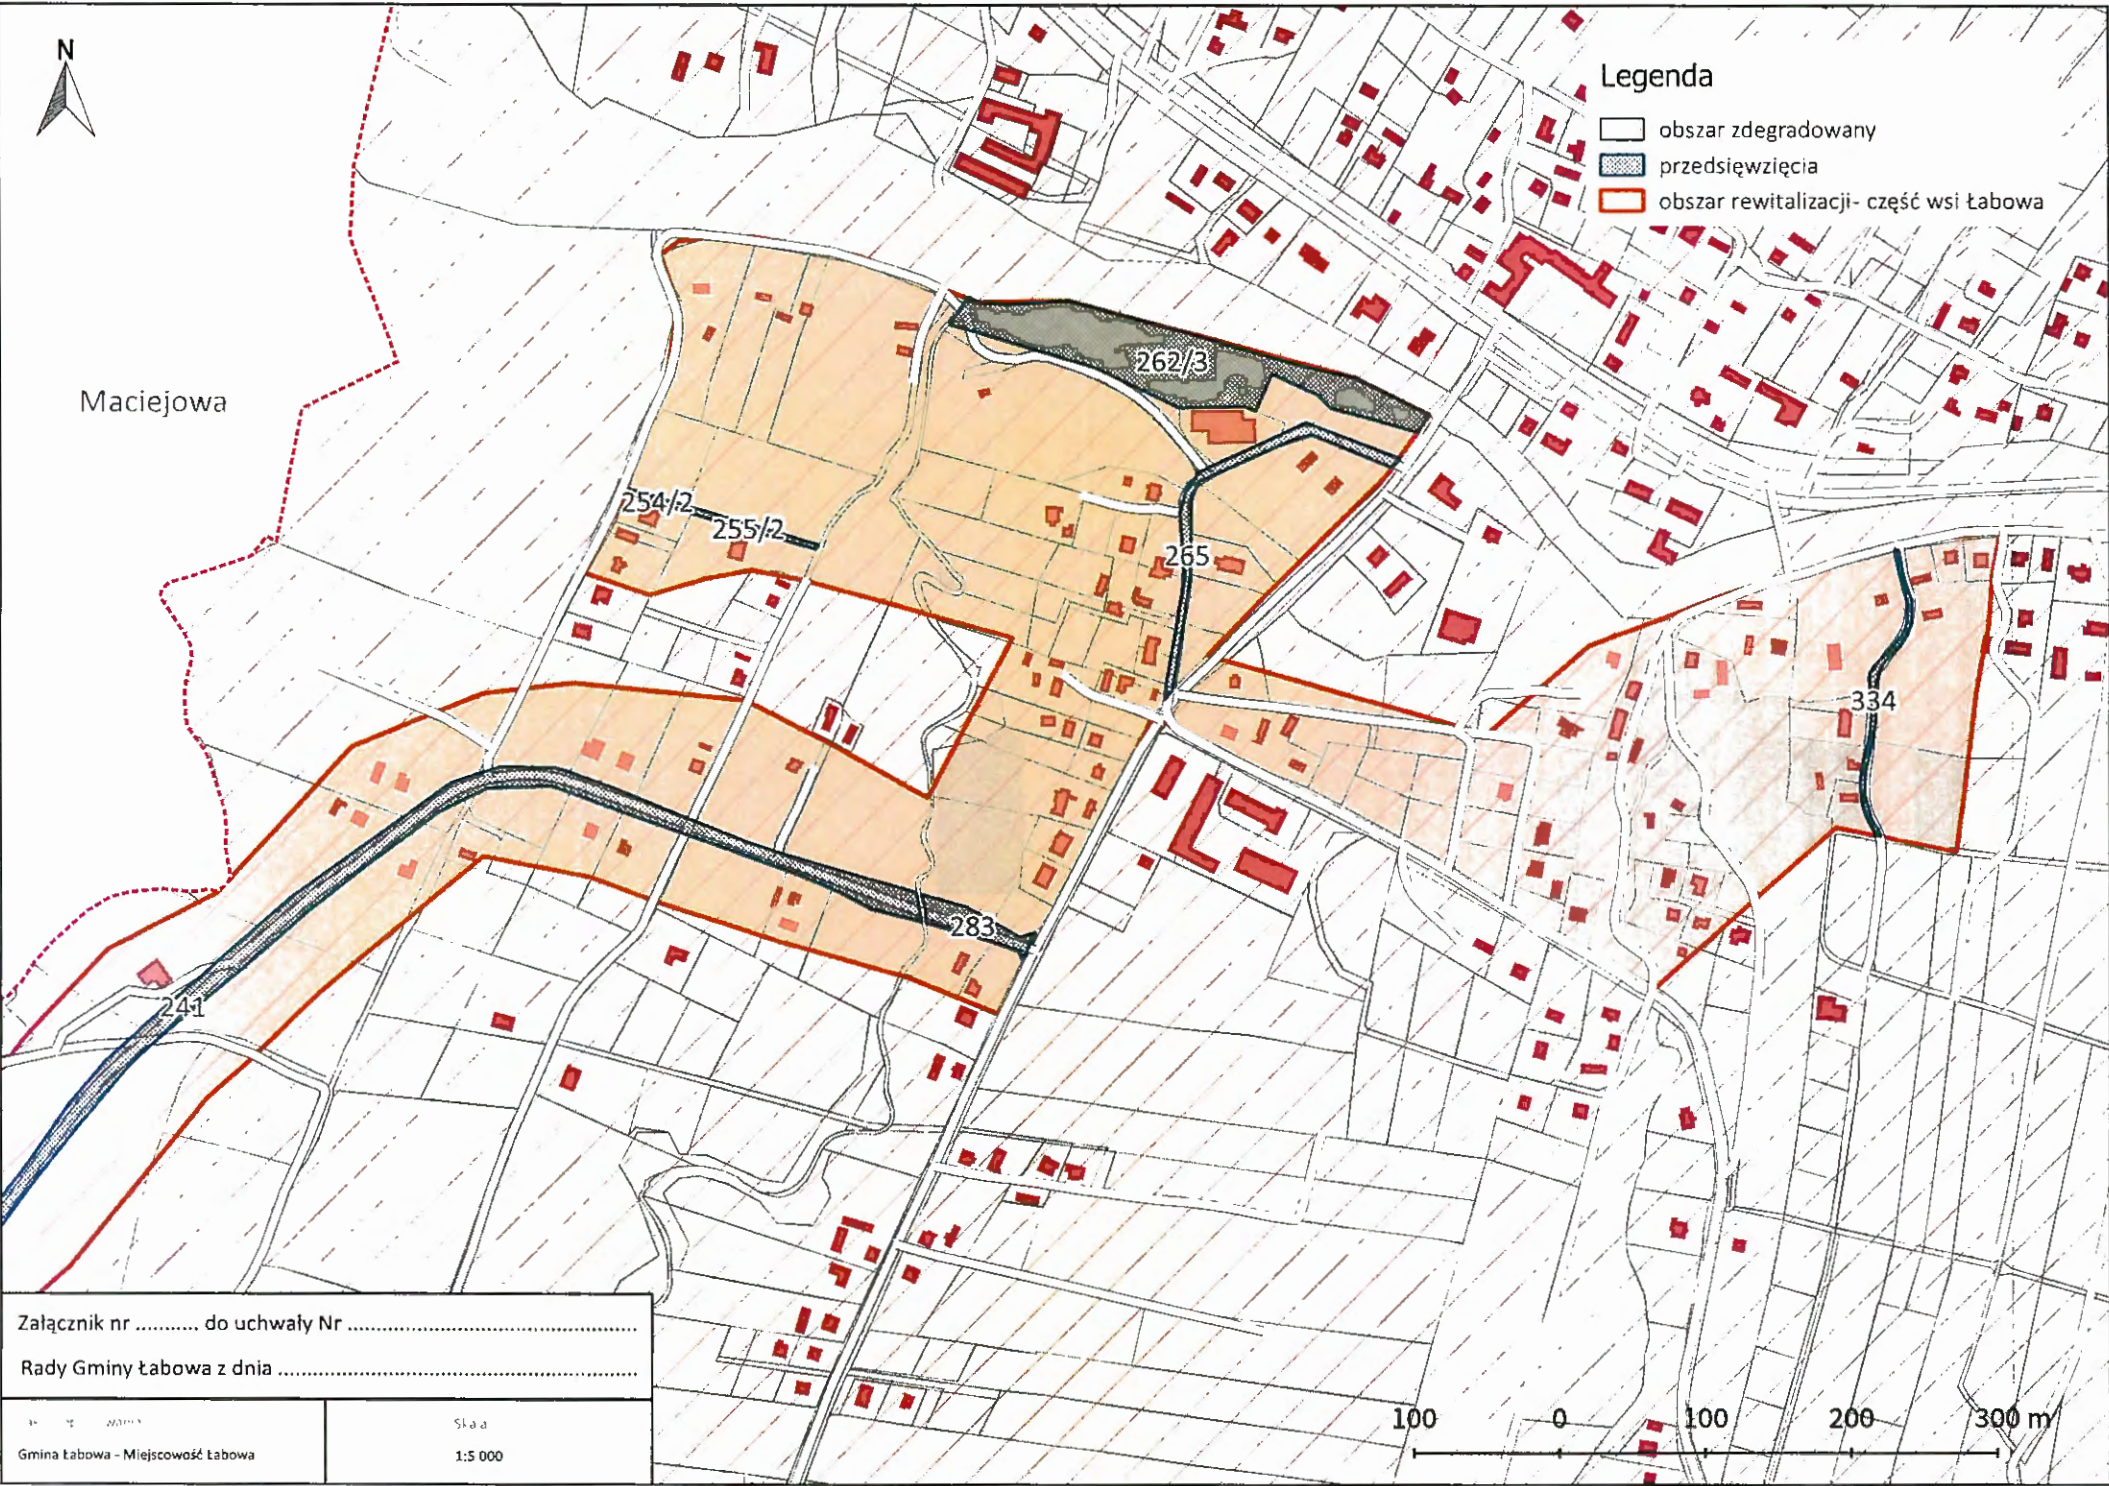 N
Legenda
obszar zdegradowany
przedsięwzięcia
obszar rewitalizacji- część wsi Łabowa
Maciejowa
262/3
254/2
255/2
265
334
283
241
Załącznik nr ........... do uchwały Nr ..................................................
Rady Gminy Łabowa z dnia ..............................................................
Skala
Gmina Łabowa - Miejscowość Łabowa
1:5 000
100 0 100 200 300 m